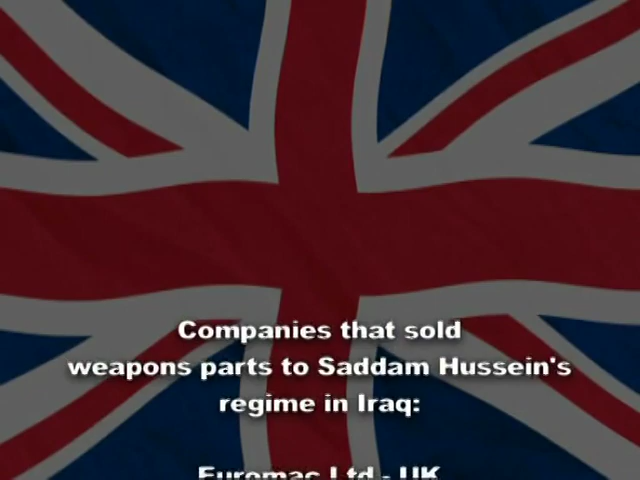 Companies that sold
weapons parts to Saddam Hussein's
regime in Iraq:
Euromac Ltd - UK